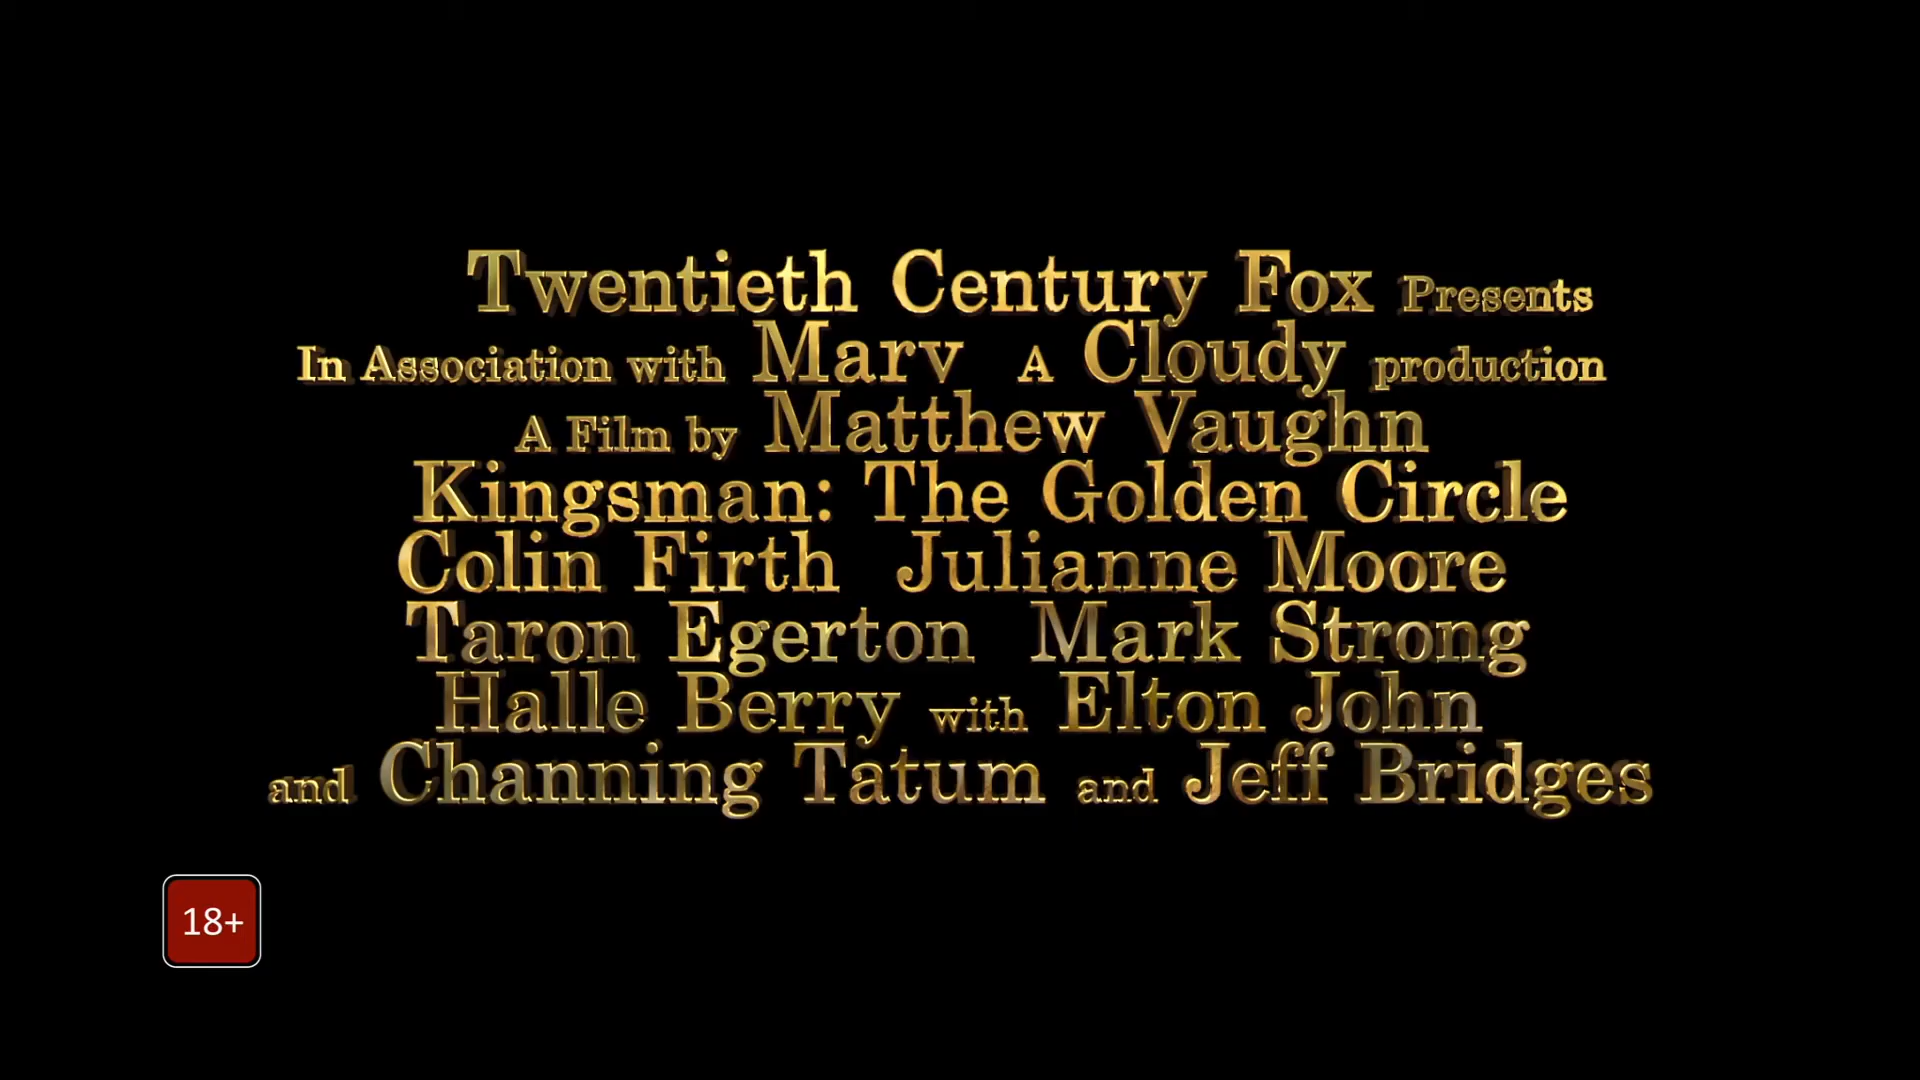 Twentieth Century Fox Presents
In Association with Marv A Cloudy production
A Film by Matthew Vaughn
Kingsman: The Golden Circle
Colin Firth Julianne Moore
Taron Egerton Mark Strong
Halle Berry with Elton John
and Channing Tatum and Jeff Bridges
18+